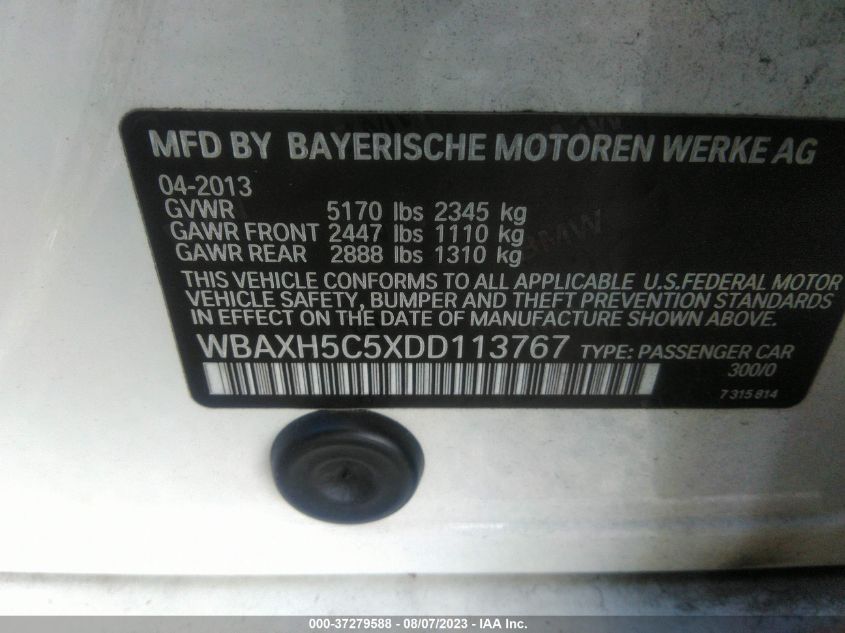 MFD BY BAYERISCHE MOTOREN WERKE AG
04-2013
GVWR 5170 lbs 2345 kg
GAWR FRONT 2447 lbs 1110 kg
GAWR REAR 2888 lbs 1310 kg
THIS VEHICLE CONFORMS TO ALL APPLICABLE U.S.FEDERAL MOTOR
VEHICLE SAFETY, BUMPER AND THEFT PREVENTION STANDARDS
IN EFFECT ON THE DATE OF MANUFACTURE SHOWN ABOVE.
WBAXH5C5XDD113767 TYPE: PASSENGER CAR
300/0
7 315 814
000-37279588 - 08/07/2023 - IAA Inc.